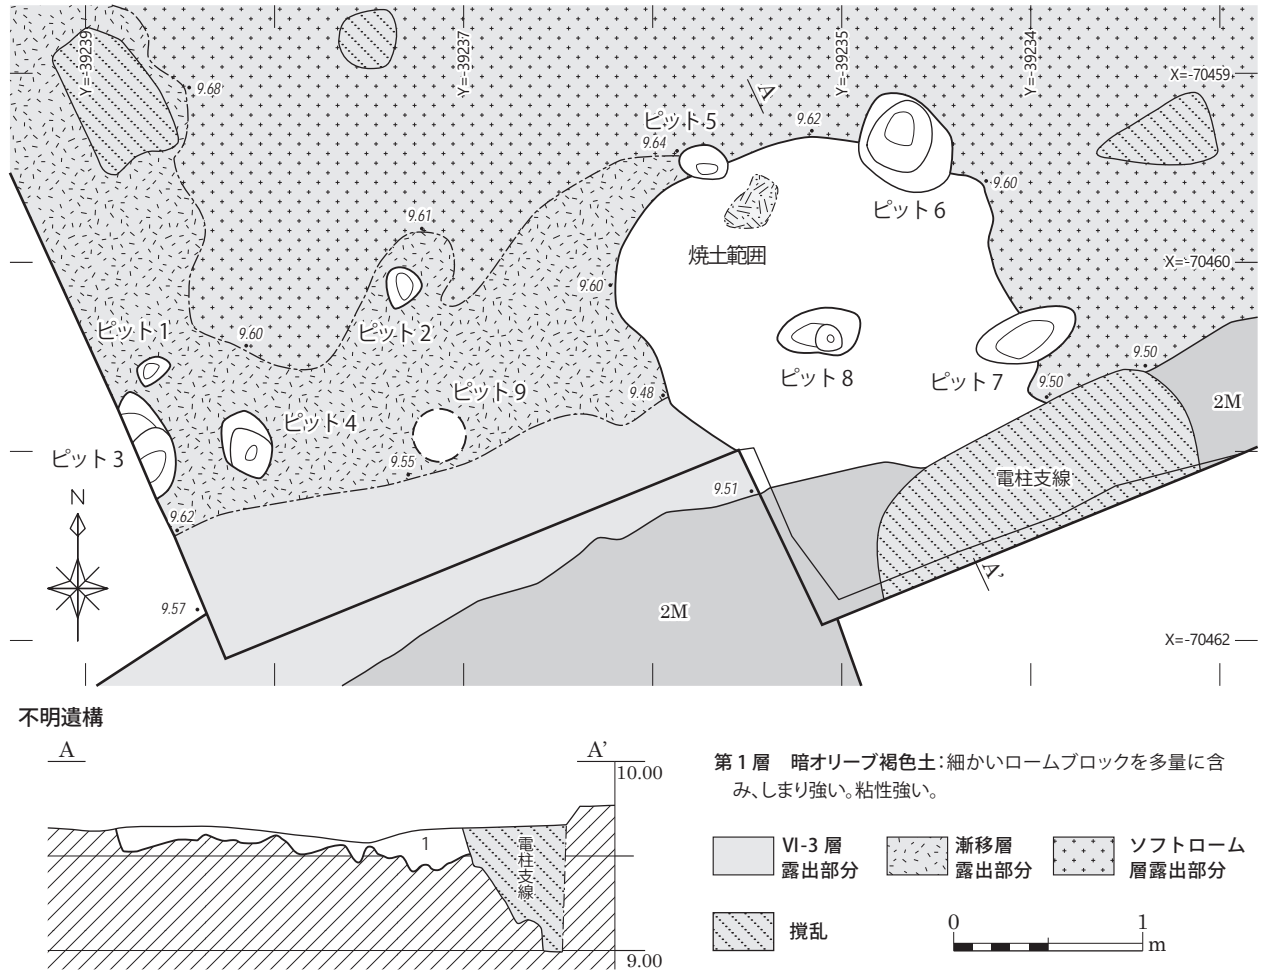 Y=-39239
Y=-39237
Y=-39235
Y=-39234
X=-70459
9.68
A
ピット 5
9.62
9.64
9.60
ピット 6
9.61
焼土範囲
X=-70460
9.60
ピット 1
9.60
ピット 2
9.50
ピット 9
ピット 8
ピット 7
9.50
9.48
2M
ピット 4
ピット 3
9.55
電柱支線
9.51
N
9.62
A’
9.57
2M
X=-70462
不明遺構
A
A’
10.00
1
電柱支線
9.00
第 1 層　暗オリーブ褐色土：細かいロームブロックを多量に含
み、しまり強い。粘性強い。
Ⅵ-3 層
露出部分
漸移層
露出部分
ソフトローム
層露出部分
撹乱
0
1
m